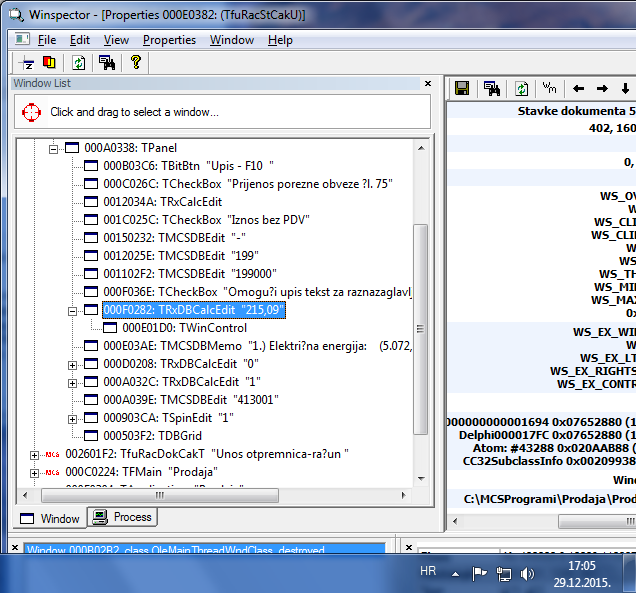 Winspector - [Properties 000E0382: (TfuRacStCakU)]
File Edit View Properties Window Help
Window List
Click and drag to select a window...
000A0338: TPanel
000B03C6: TBitBtn "Upis - F10 "
000C026C: TCheckBox "Prijenos porezne obveze ?l. 75"
0012034A: TRxCalcEdit
001C025C: TCheckBox "Iznos bez PDV"
00150232: TMCSDBEdit "-"
0012025E: TMCSDBEdit "199"
001102F2: TMCSDBEdit "199000"
000F036E: TCheckBox "Omogu?i upis tekst za raznazaglavlj
000F0282: TRxDBCalcEdit "215,09"
000E01D0: TWinControl
000E03AE: TMCSDBMemo "1.) Elektri?na energija: (5.072,
000D0208: TRxDBCalcEdit "0"
000A032C: TRxDBCalcEdit "1"
000A039E: TMCSDBEdit "413001"
000903CA: TSpinEdit "1"
000503F2: TDBGrid
002601F2: TfuRacDokCakT "Unos otpremnica-ra?un "
000C0224: TFMain "Prodaja"
Window Process
Window 000B02B2, class OleMainThreadWndClass, destroyed
Stavke dokumenta 5
402, 160
0,
WS_OV
W
WS_CLI
WS_CLIP
W
WS
WS_TH
WS_MIN
WS_MAX
0x
WS_EX_WIN
W
WS_EX_LT
WS_EX_RIGHTS
WS_EX_CONTR
000000000001694 0x07652880 (1
Delphi000017FC 0x07652880 (1
Atom: #43288 0x020AAB88 (
CC32SubclassInfo 0x00209938
Wind
C:\MCSProgrami\Prodaja\Prod
HR
17:05
29.12.2015.